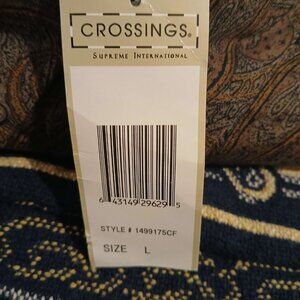 CROSSINGS®
SUPREME INTERNATIONAL
6 43149 29629 5
STYLE # 1499175CF
SIZE L